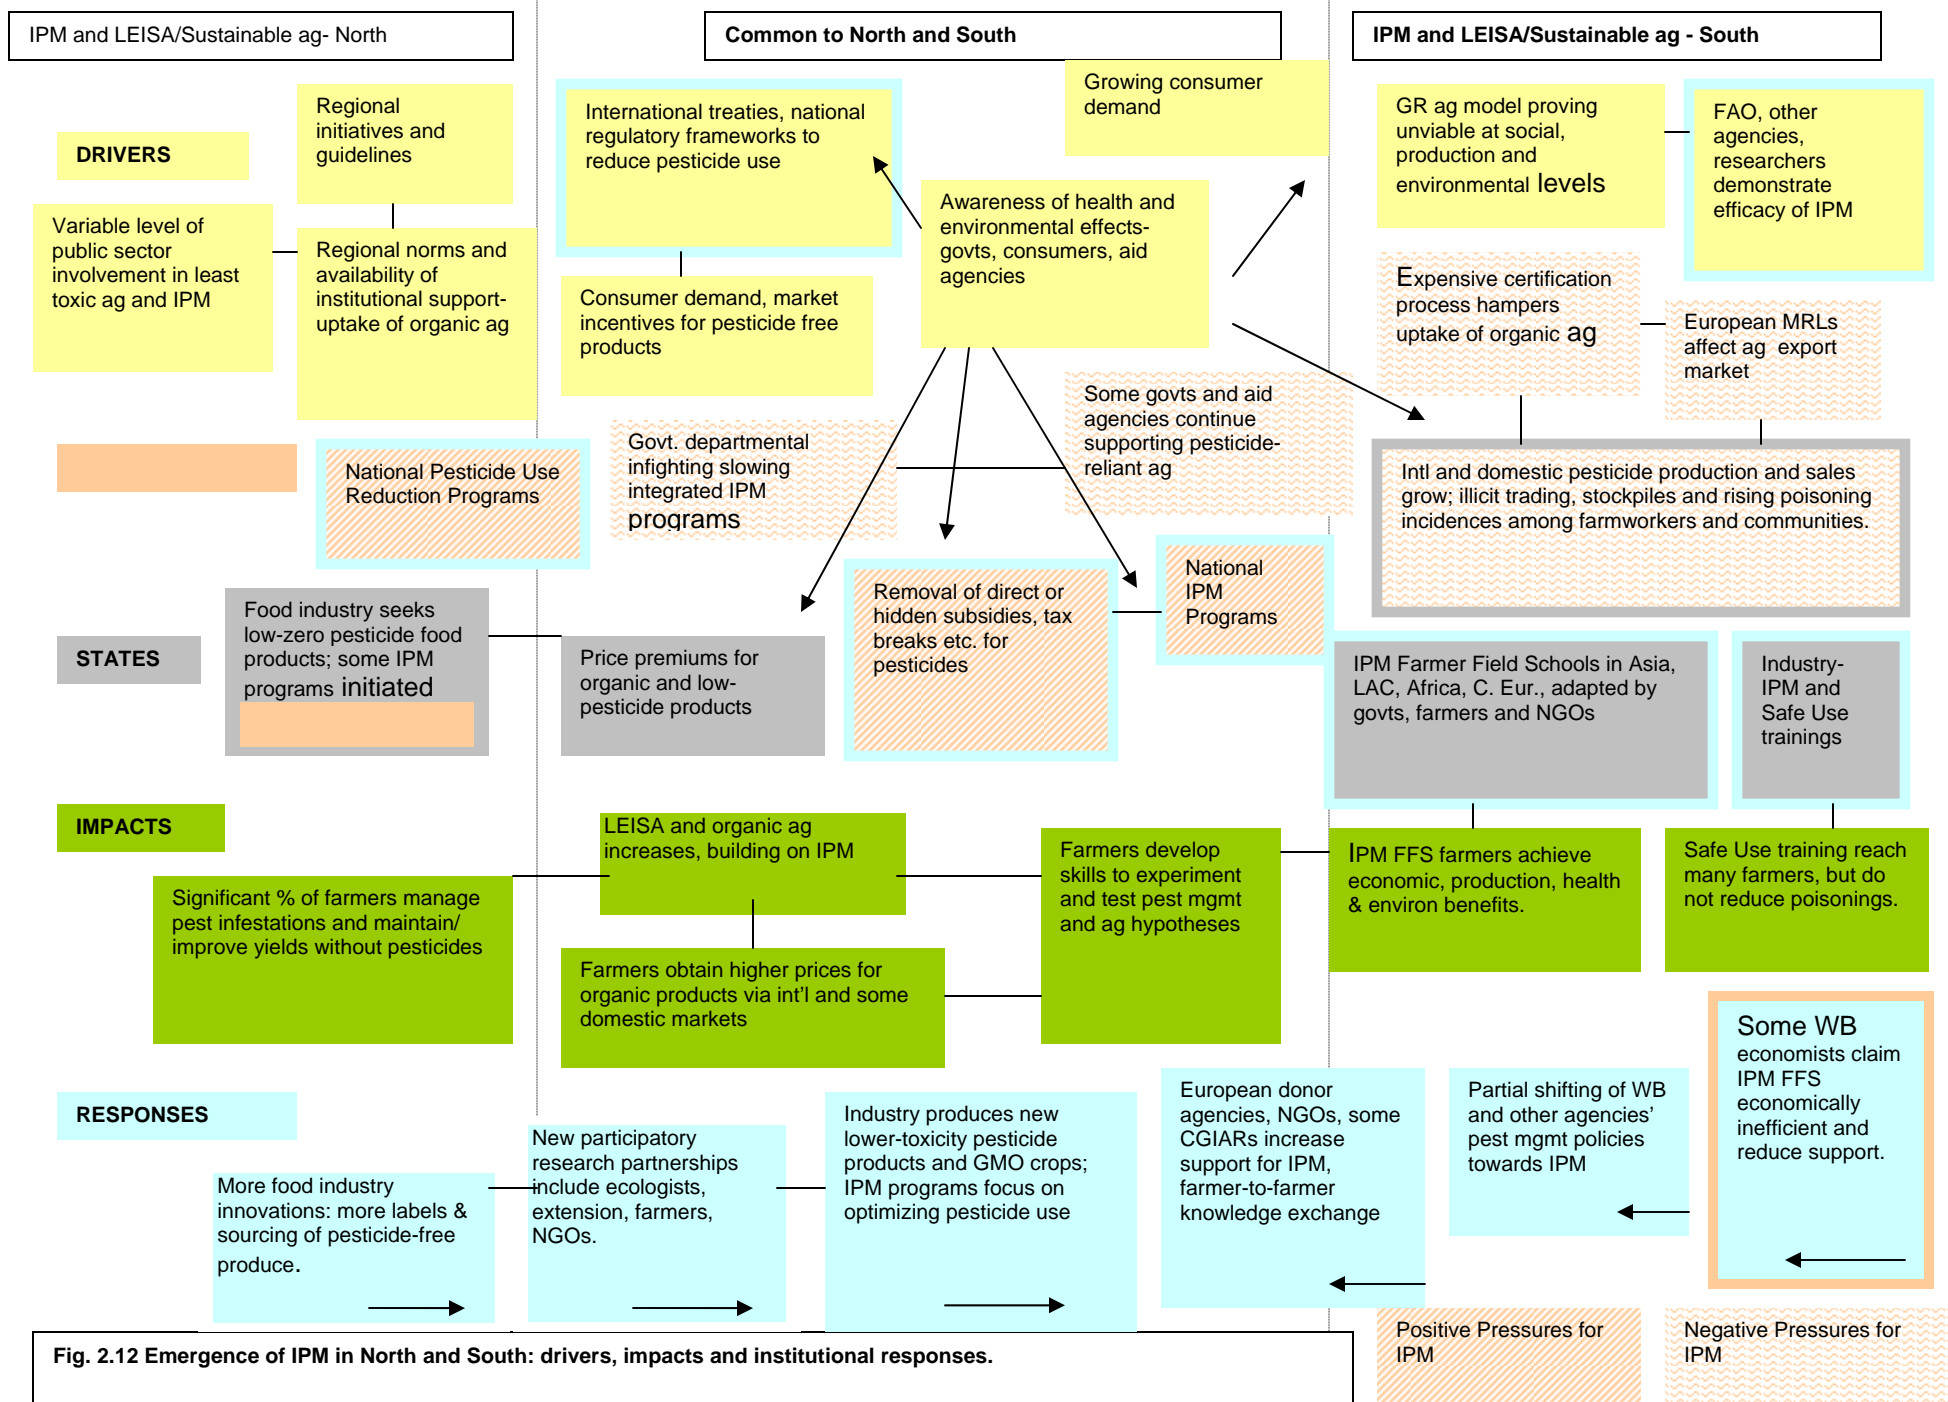 IPM and LEISA/Sustainable ag- North
Common to North and South
IPM and LEISA/Sustainable ag - South
DRIVERS
Regional
initiatives and
guidelines
Variable level of
public sector
involvement in least
toxic ag and IPM
Regional norms and
availability of
institutional support-
uptake of organic ag
International treaties, national
regulatory frameworks to
reduce pesticide use
Consumer demand, market
incentives for pesticide free
products
Growing consumer
demand
Awareness of health and
environmental effects-
govts, consumers, aid
agencies
GR ag model proving
unviable at social,
production and
environmental levels
FAO, other
agencies,
researchers
demonstrate
efficacy of IPM
Expensive certification
process hampers
uptake of organic ag
European MRLs
affect ag export
market
National Pesticide Use
Reduction Programs
Govt. departmental
infighting slowing
integrated IPM
programs
Some govts and aid
agencies continue
supporting pesticide-
reliant ag
Intl and domestic pesticide production and sales
grow; illicit trading, stockpiles and rising poisoning
incidences among farmworkers and communities.
Removal of direct or
hidden subsidies, tax
breaks etc. for
pesticides
National
IPM
Programs
STATES
Food industry seeks
low-zero pesticide food
products; some IPM
programs initiated
Price premiums for
organic and low-
pesticide products
IPM Farmer Field Schools in Asia,
LAC, Africa, C. Eur., adapted by
govts, farmers and NGOs
Industry-
IPM and
Safe Use
trainings
IMPACTS
Significant % of farmers manage
pest infestations and maintain/
improve yields without pesticides
LEISA and organic ag
increases, building on IPM
Farmers obtain higher prices for
organic products via int'l and some
domestic markets
Farmers develop
skills to experiment
and test pest mgmt
and ag hypotheses
IPM FFS farmers achieve
economic, production, health
& environ benefits.
Safe Use training reach
many farmers, but do
not reduce poisonings.
RESPONSES
More food industry
innovations: more labels &
sourcing of pesticide-free
produce.
New participatory
research partnerships
include ecologists,
extension, farmers,
NGOs.
Industry produces new
lower-toxicity pesticide
products and GMO crops;
IPM programs focus on
optimizing pesticide use
European donor
agencies, NGOs, some
CGIARs increase
support for IPM,
farmer-to-farmer
knowledge exchange
Partial shifting of WB
and other agencies'
pest mgmt policies
towards IPM
Some WB
economists claim
IPM FFS
economically
inefficient and
reduce support.
Fig. 2.12 Emergence of IPM in North and South: drivers, impacts and institutional responses.
Positive Pressures for
IPM
Negative Pressures for
IPM